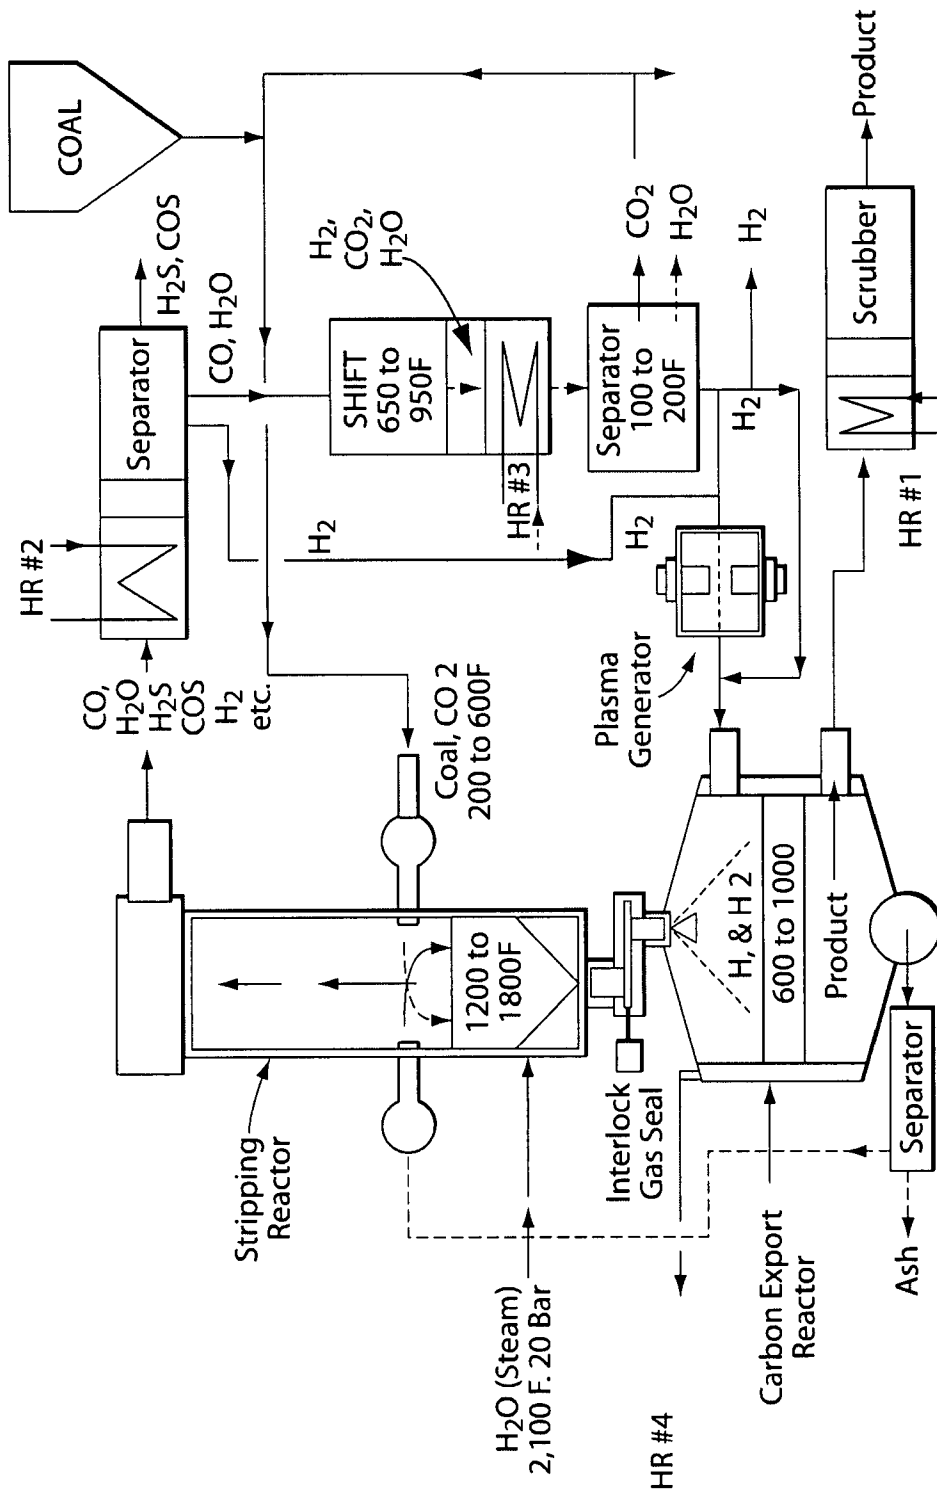 COAL
H2S, COS
CO, H2O
HR #2
Separator
CO,
H2O
H2S
COS
H2
etc.
H2,
CO2,
H2O
SHIFT
650 to
950F
HR #3
Separator
100 to
200F
CO2
H2O
H2
H2
H2
H2
Coal, CO 2
200 to 600F
Plasma
Generator
Product
Scrubber
HR #1
Stripping
Reactor
1200 to
1800F
H2O (Steam)
2,100 F. 20 Bar
Interlock
Gas Seal
H, & H 2
600 to 1000
Product
HR #4
Carbon Export
Reactor
Separator
Ash